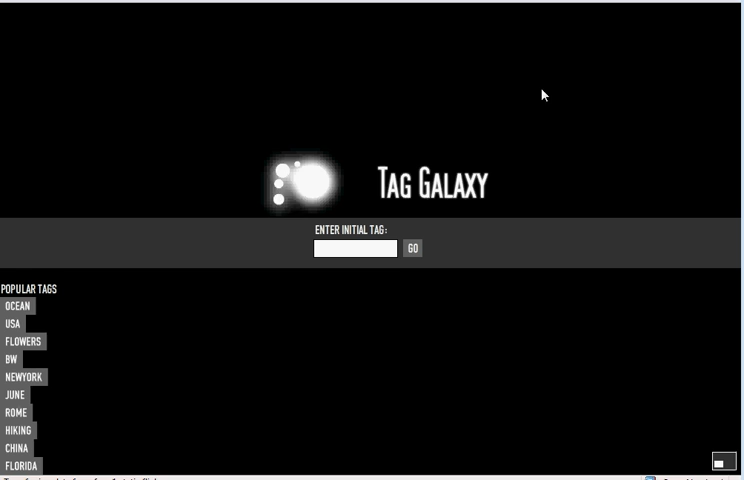 TAG GALAXY
ENTER INITIAL TAG:
GO
POPULAR TAGS
OCEAN
USA
FLOWERS
BW
NEWYORK
JUNE
ROME
HIKING
CHINA
FLORIDA